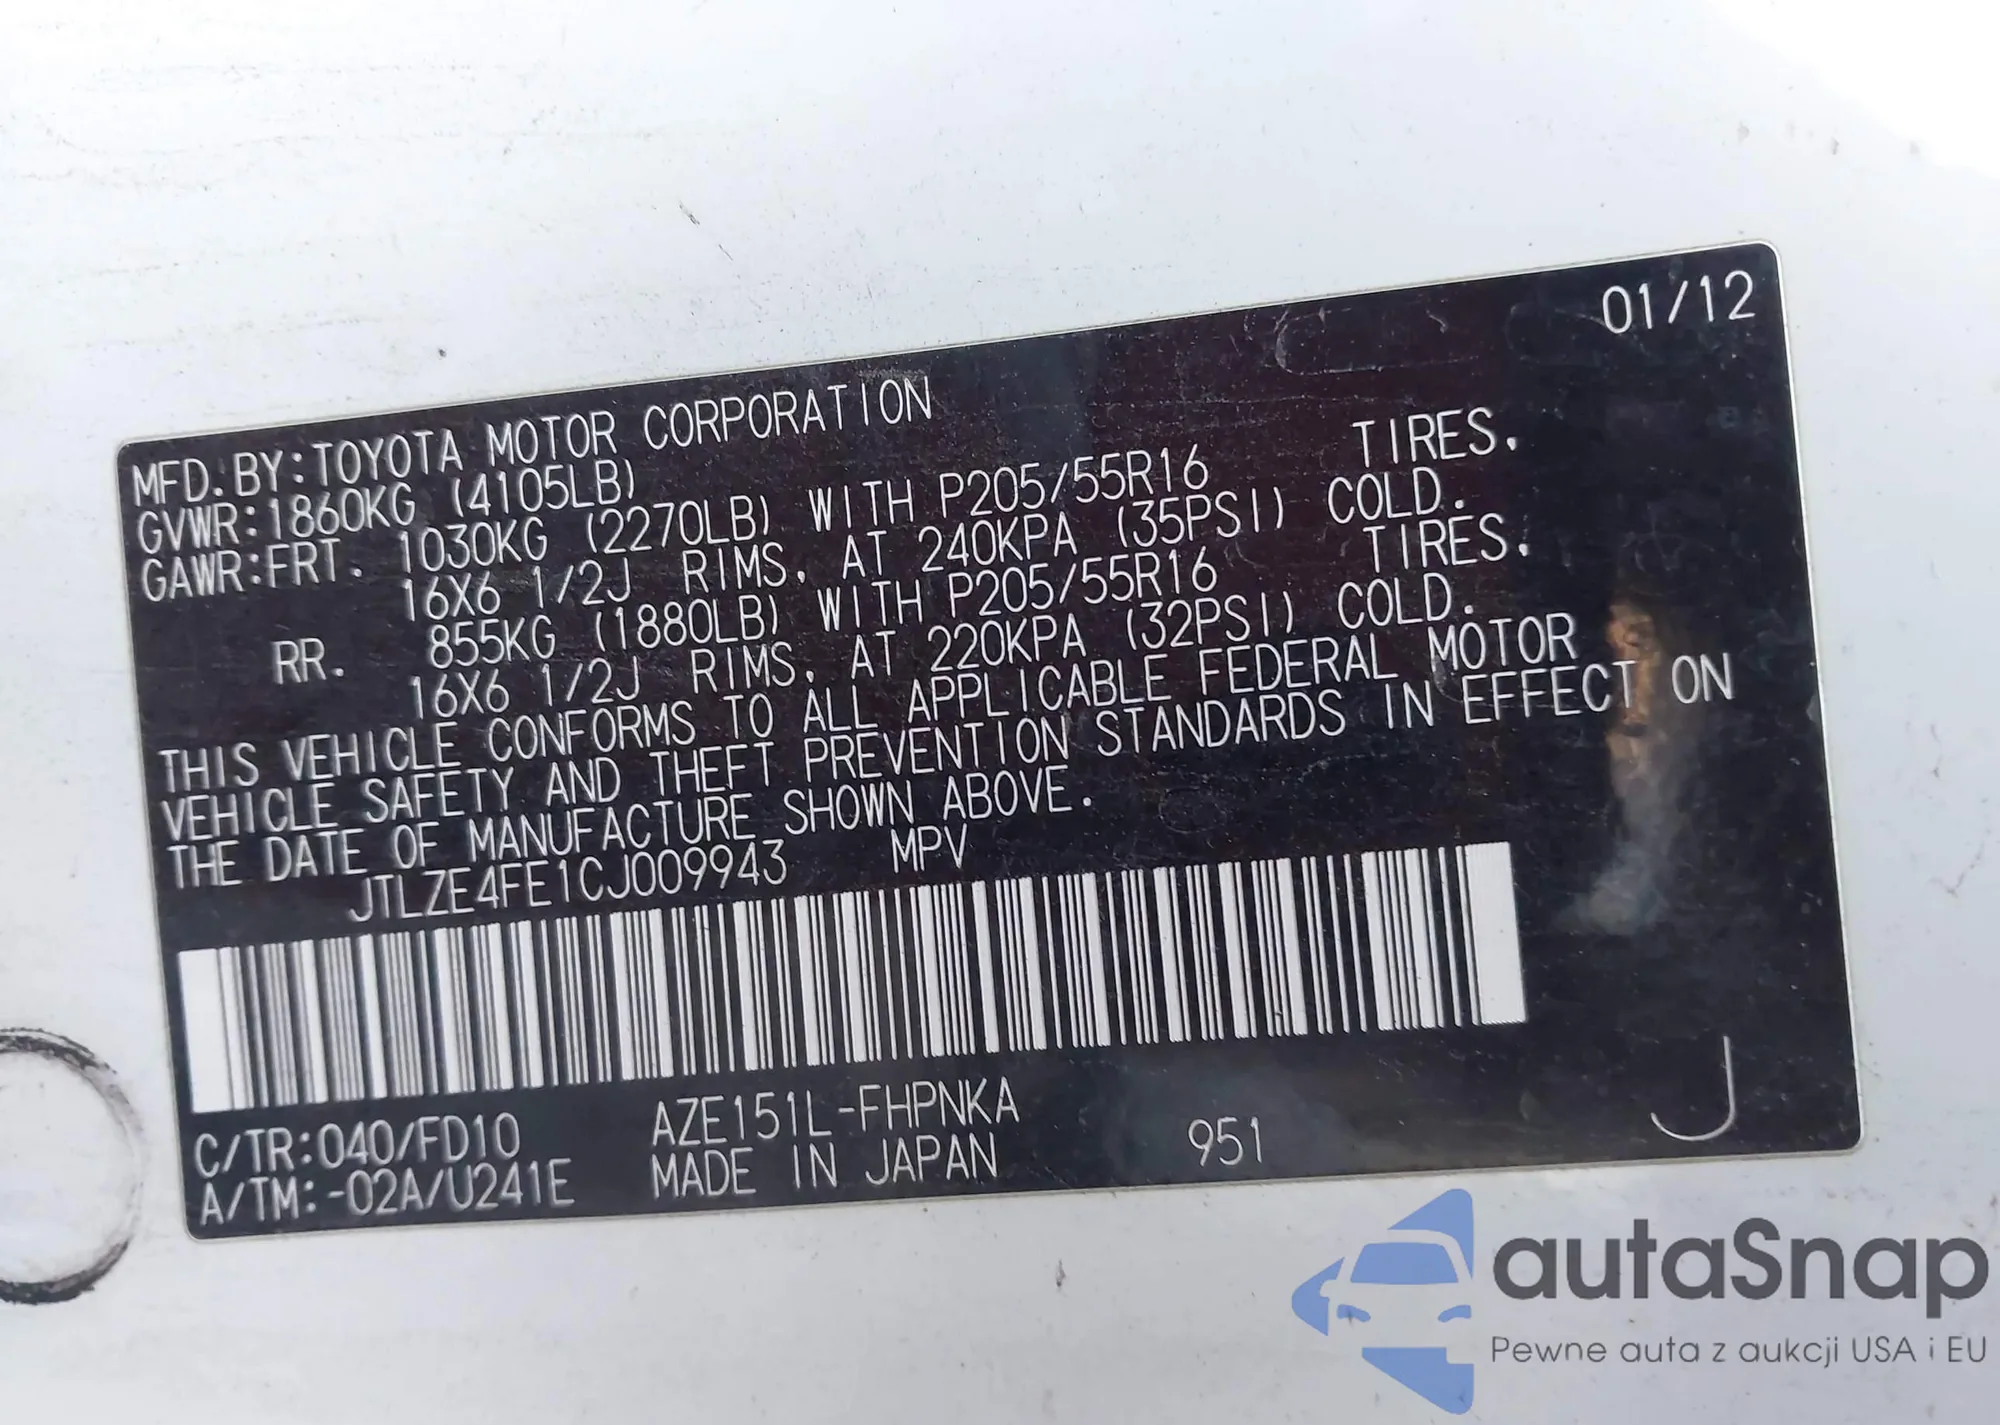 01/12
MFD.BY:TOYOTA MOTOR CORPORATION
GVWR:1860KG (4105LB)
GAWR:FRT. 1030KG (2270LB) WITH P205/55R16 TIRES.
16X6 1/2J RIMS, AT 240KPA (35PSI) COLD.
RR. 855KG (1880LB) WITH P205/55R16 TIRES.
16X6 1/2J RIMS, AT 220KPA (32PSI) COLD.
THIS VEHICLE CONFORMS TO ALL APPLICABLE FEDERAL MOTOR
VEHICLE SAFETY AND THEFT PREVENTION STANDARDS IN EFFECT ON
THE DATE OF MANUFACTURE SHOWN ABOVE.
JTLZE4FE1CJ009943 MPV
C/TR:040/FD10 AZE151L-FHPNKA
A/TM:-02A/U241E MADE IN JAPAN 951 J
autaSnap
Pewne auta z aukcji USA i EU